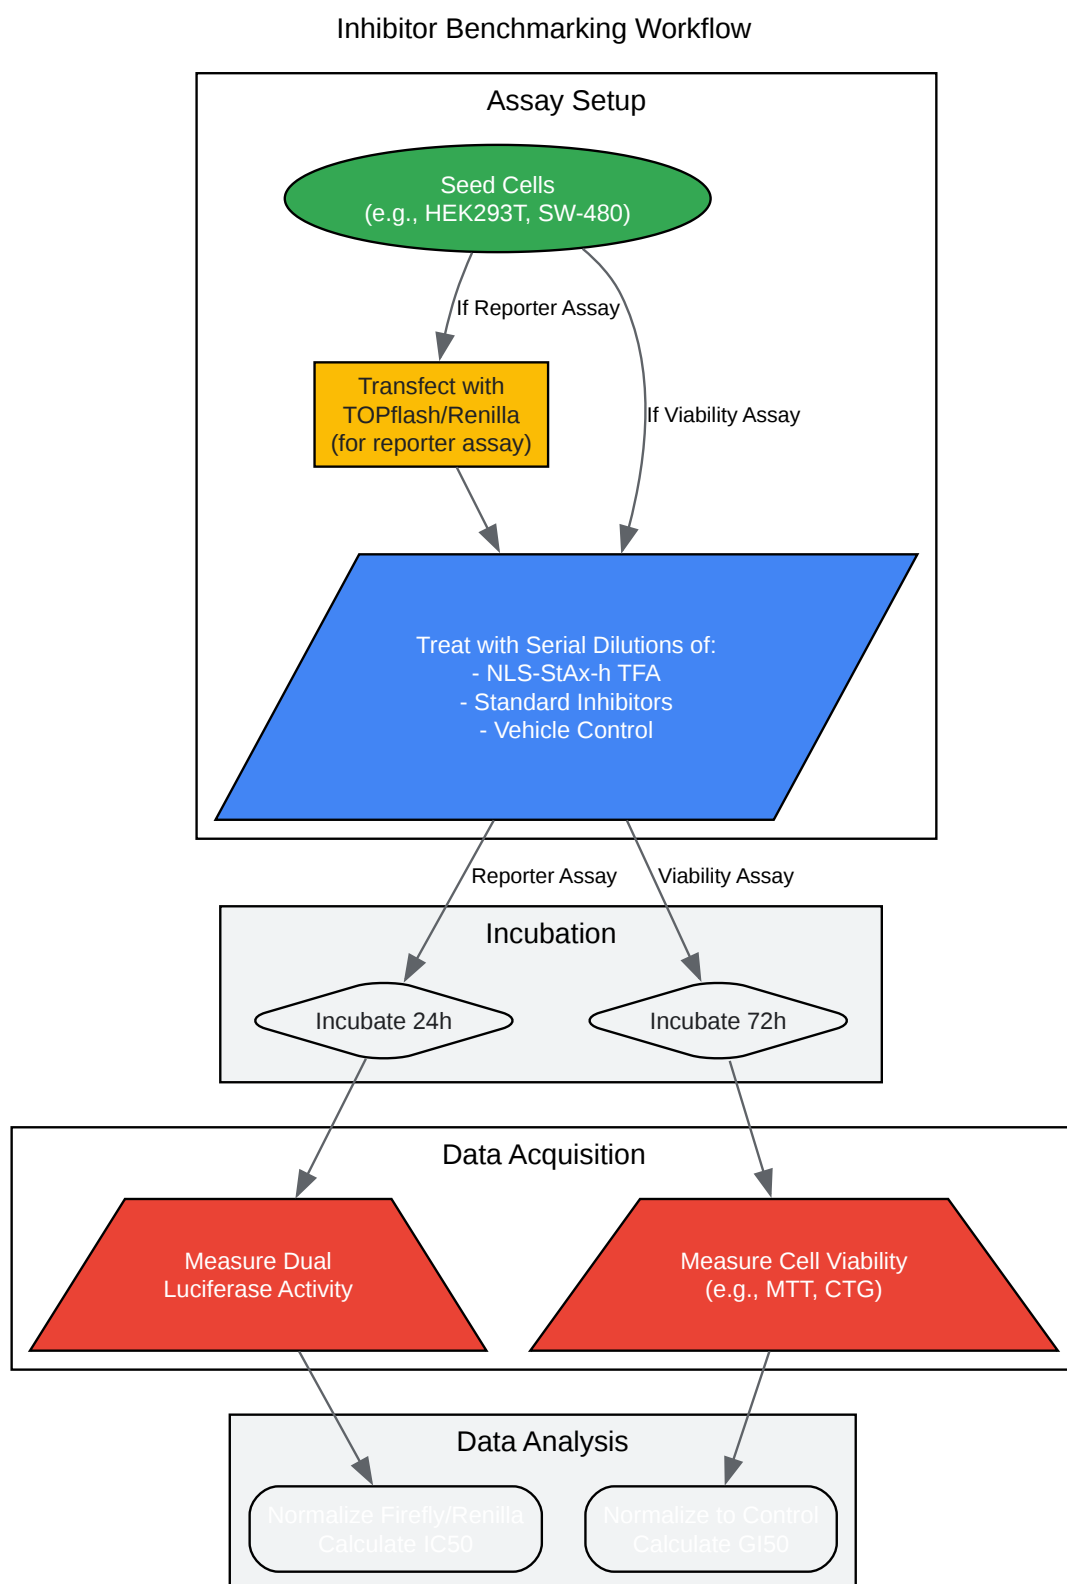 Inhibitor Benchmarking Workflow
Assay Setup
Seed Cells
(e.g., HEK293T, SW-480)
If Reporter Assay
Transfect with
TOPflash/Renilla
(for reporter assay)
If Viability Assay
Treat with Serial Dilutions of:
- NLS-StAx-h TFA
- Standard Inhibitors
- Vehicle Control
Reporter Assay
Viability Assay
Incubation
Incubate 24h
Incubate 72h
Data Acquisition
Measure Dual
Luciferase Activity
Measure Cell Viability
(e.g., MTT, CTG)
Data Analysis
Normalize Firefly/Renilla
Calculate IC50
Normalize to Control
Calculate GI50